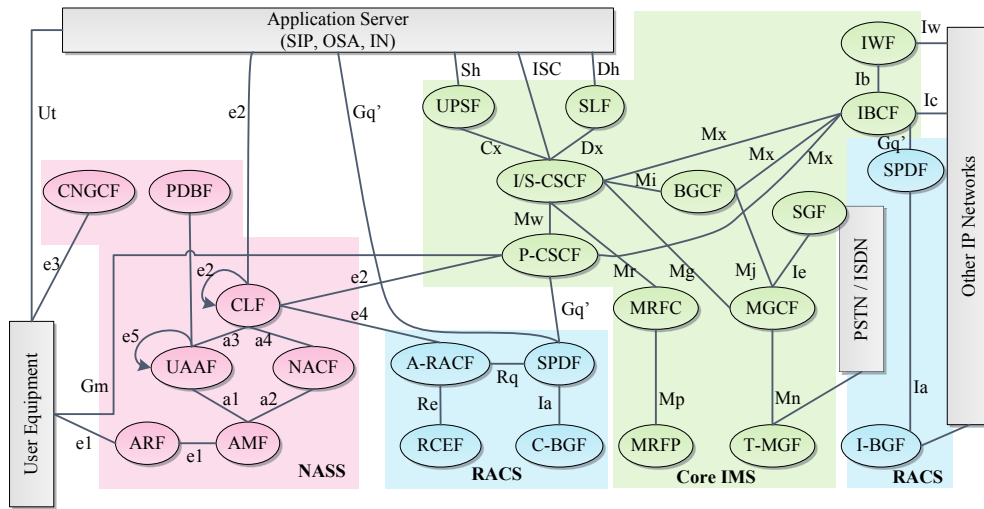 Application Server
(SIP, OSA, IN)
Ut
e2
Gq’
Sh
ISC
Dh
UPSF
SLF
Cx
Dx
IWF
Iw
Ib
IBCF
Ic
Gq’
Mx
Mx
Mx
SPDF
CNGCF
PDBF
I/S-CSCF
Mi
BGCF
SGF
Mw
P-CSCF
e3
e2
CLF
e2
e4
Gq’
Mr
Mg
Mj
Ie
MRFC
MGCF
PSTN / ISDN
Other IP Networks
e5
a3
a4
UAAF
NACF
A-RACF
Rq
SPDF
User Equipment
Gm
a1
a2
Re
Ia
Mp
Mn
Ia
e1
ARF
e1
AMF
RCEF
C-BGF
MRFP
T-MGF
I-BGF
NASS
RACS
Core IMS
RACS